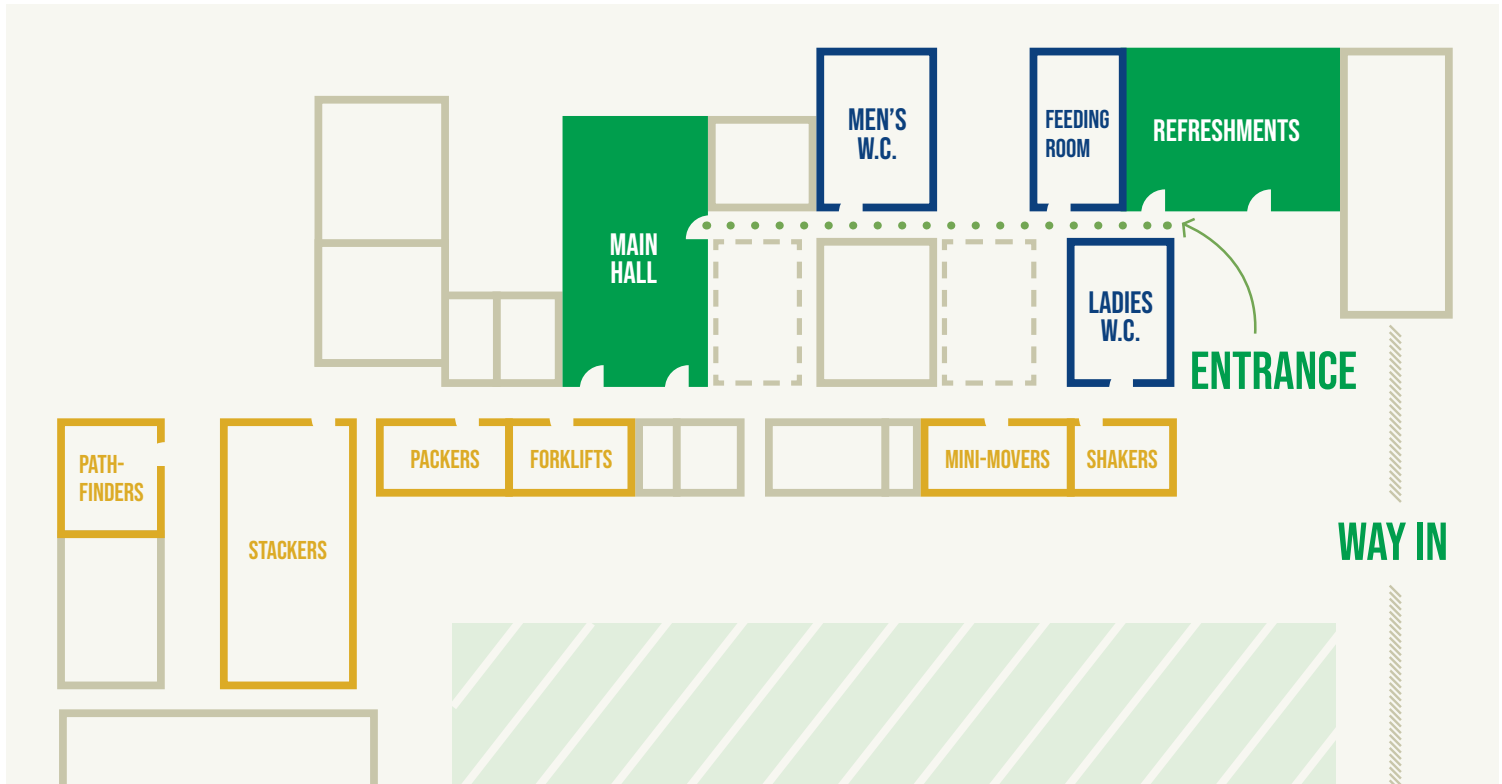 MEN'S
W.C.
FEEDING
ROOM
REFRESHMENTS
MAIN
HALL
LADIES
W.C.
ENTRANCE
PATH-
FINDERS
STACKERS
PACKERS
FORKLIFTS
MINI-MOVERS
SHAKERS
WAY IN